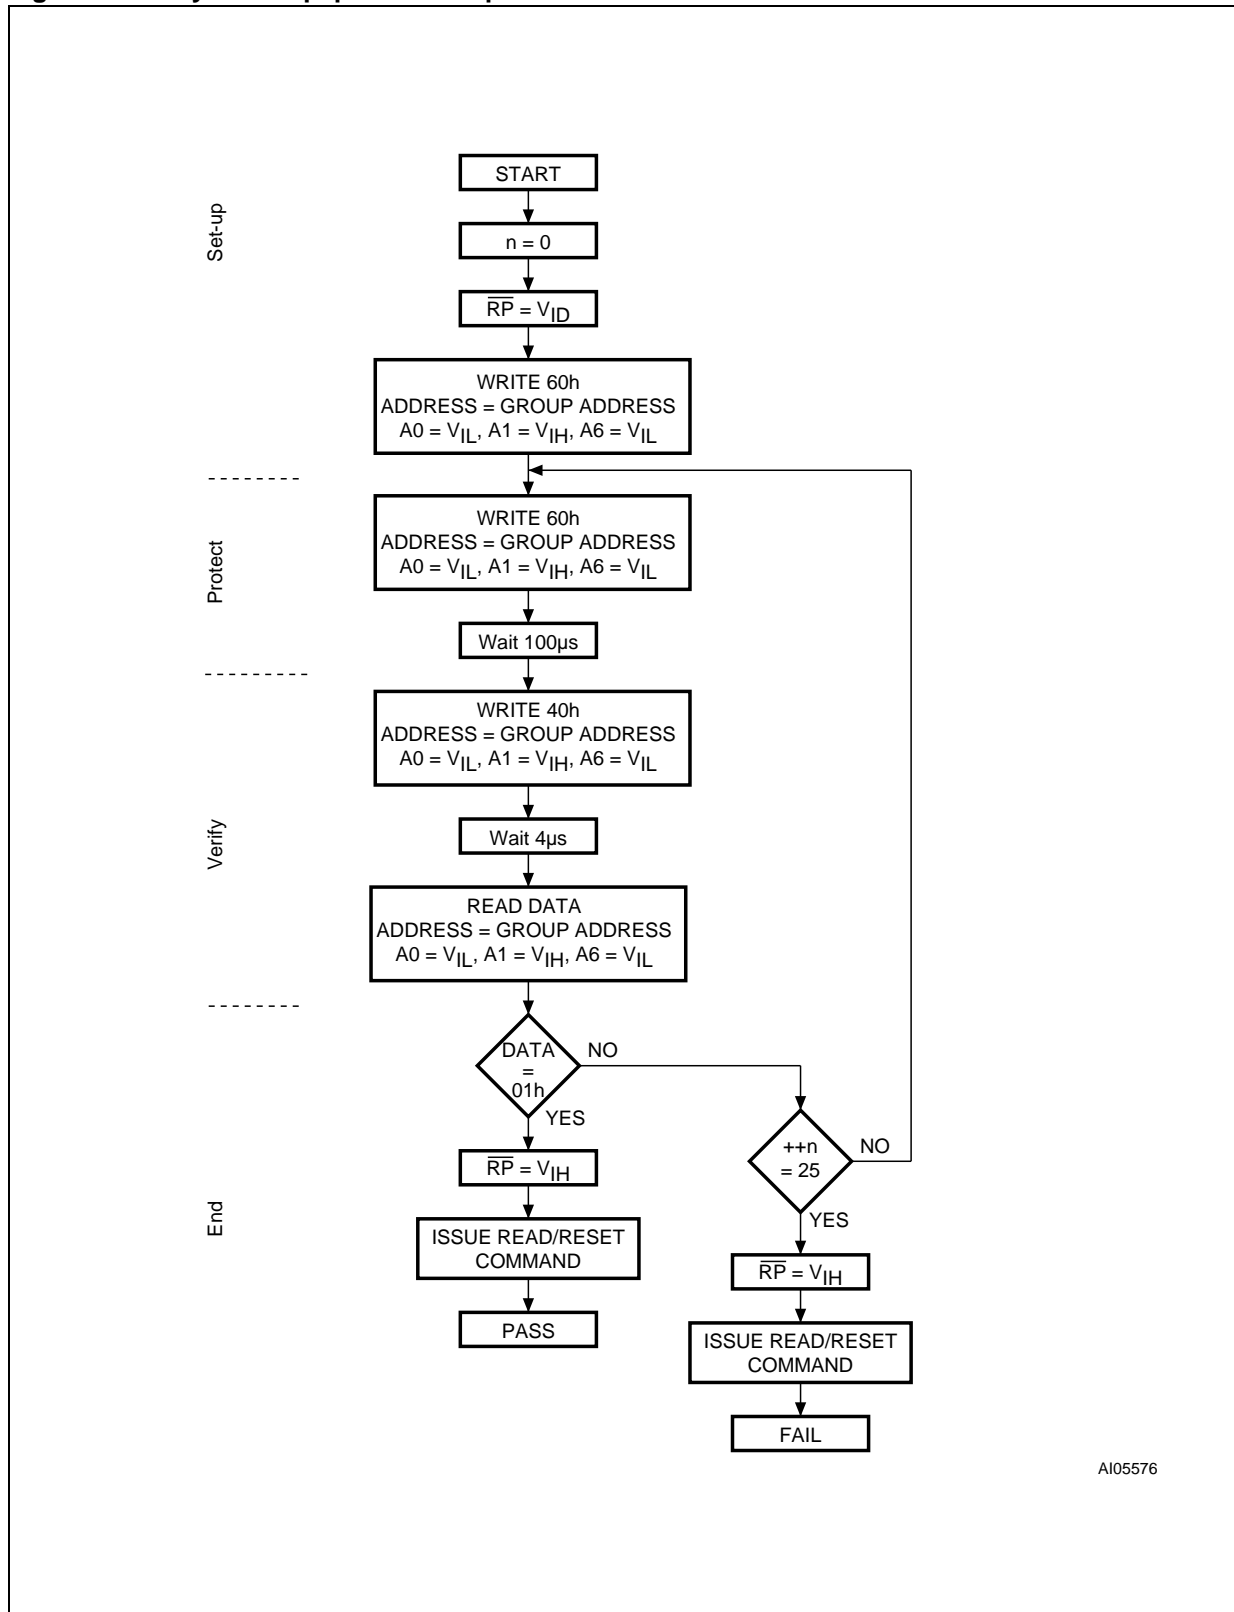 START
Set-up
n = 0
RP = VID
WRITE 60h
ADDRESS = GROUP ADDRESS
A0 = VIL, A1 = VIH, A6 = VIL
Protect
WRITE 60h
ADDRESS = GROUP ADDRESS
A0 = VIL, A1 = VIH, A6 = VIL
Wait 100µs
Verify
WRITE 40h
ADDRESS = GROUP ADDRESS
A0 = VIL, A1 = VIH, A6 = VIL
Wait 4µs
READ DATA
ADDRESS = GROUP ADDRESS
A0 = VIL, A1 = VIH, A6 = VIL
End
DATA
=
01h
NO
YES
++n
= 25
NO
YES
RP = VIH
ISSUE READ/RESET
COMMAND
PASS
RP = VIH
ISSUE READ/RESET
COMMAND
FAIL
AI05576